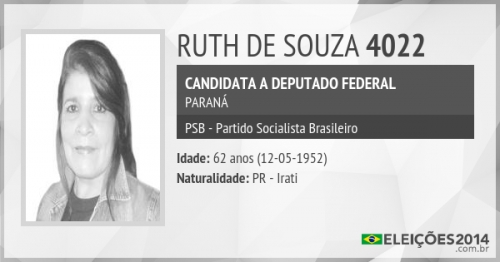 RUTH DE SOUZA 4022
CANDIDATA A DEPUTADO FEDERAL
PARANÁ
PSB - Partido Socialista Brasileiro
Idade: 62 anos (12-05-1952)
Naturalidade: PR - Irati
ELEIÇÕES2014
.com.br